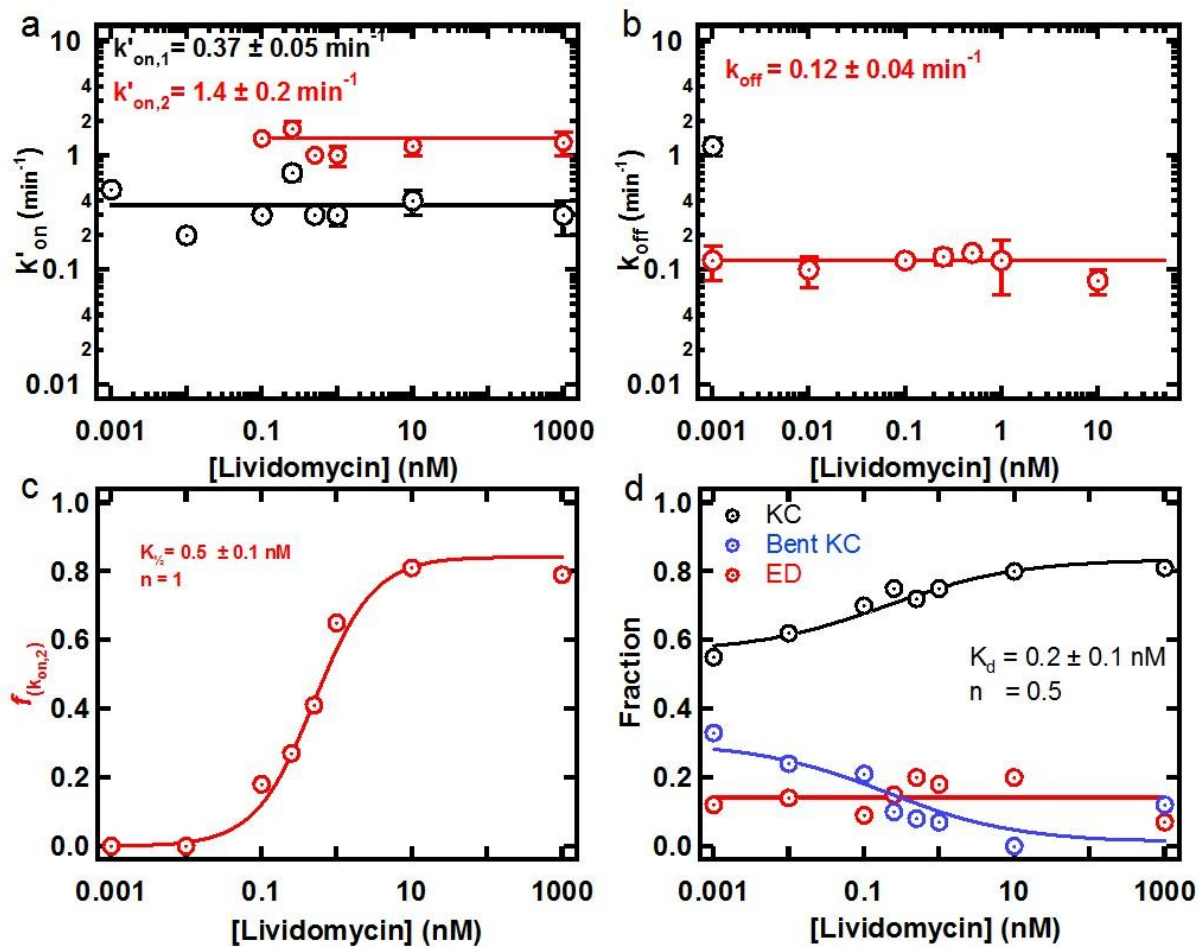 a
k'on,1 = 0.37 ± 0.05 min-1
k'on,2 = 1.4 ± 0.2 min-1
10
4
2
1
4
2
0.1
4
2
0.01
k'on (min-1)
0.001
0.1
10
1000
[Lividomycin] (nM)
b
koff = 0.12 ± 0.04 min-1
10
4
2
1
4
2
0.1
4
2
0.01
koff (min-1)
0.001
0.01
0.1
1
10
[Lividomycin] (nM)
c
K½ = 0.5 ± 0.1 nM
n = 1
1.0
0.8
0.6
0.4
0.2
0.0
f(kon,2)
0.001
0.1
10
1000
[Lividomycin] (nM)
d
KC
Bent KC
ED
Kd = 0.2 ± 0.1 nM
n = 0.5
1.0
0.8
0.6
0.4
0.2
0.0
Fraction
0.001
0.1
10
1000
[Lividomycin] (nM)